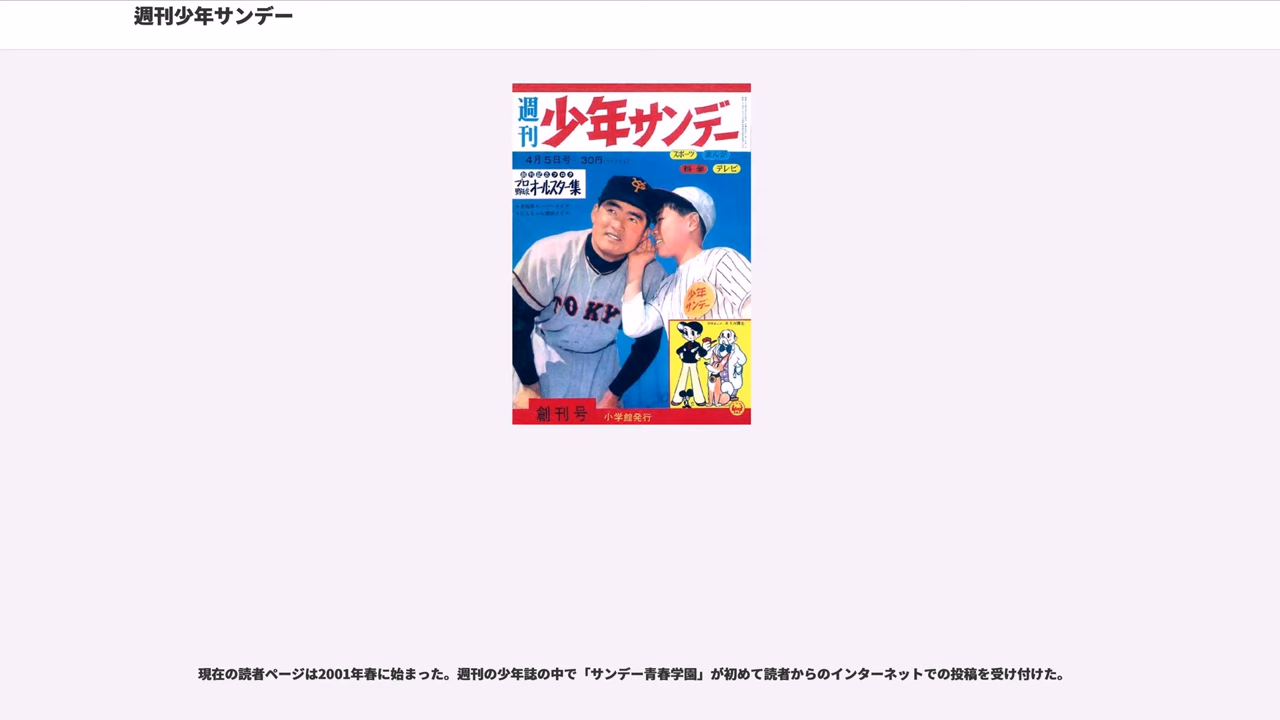 週刊少年サンデー
週刊
少年サンデー
4月5日号 30円
スポーツ
まんが
野球
テレビ
プロ野球オールスター集
TOKY
少年
サンデー
創刊号
小学館発行
現在の読者ページは2001年春に始まった。週刊の少年誌の中で「サンデー青春学園」が初めて読者からのインターネットでの投稿を受け付けた。